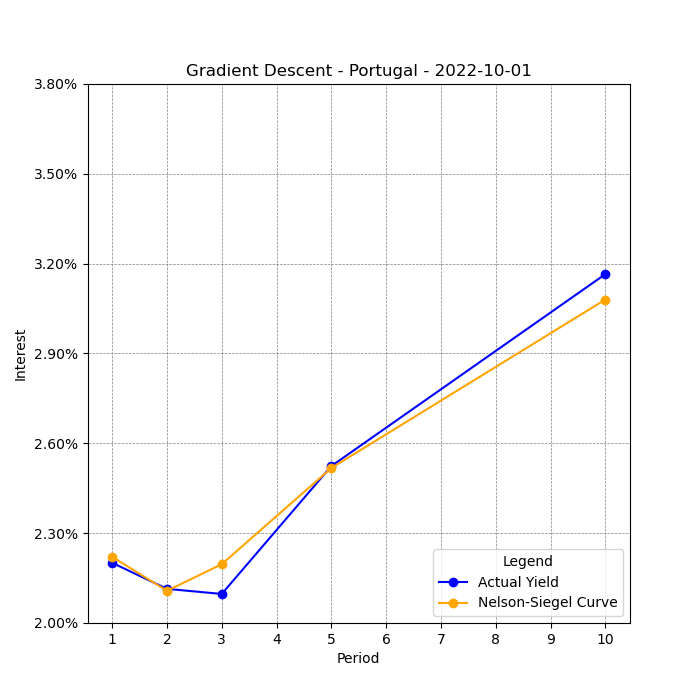 Gradient Descent - Portugal - 2022-10-01
3.80%
3.50%
3.20%
2.90%
2.60%
2.30%
2.00%
Interest
Legend
Actual Yield
Nelson-Siegel Curve
1 2 3 4 5 6 7 8 9 10
Period